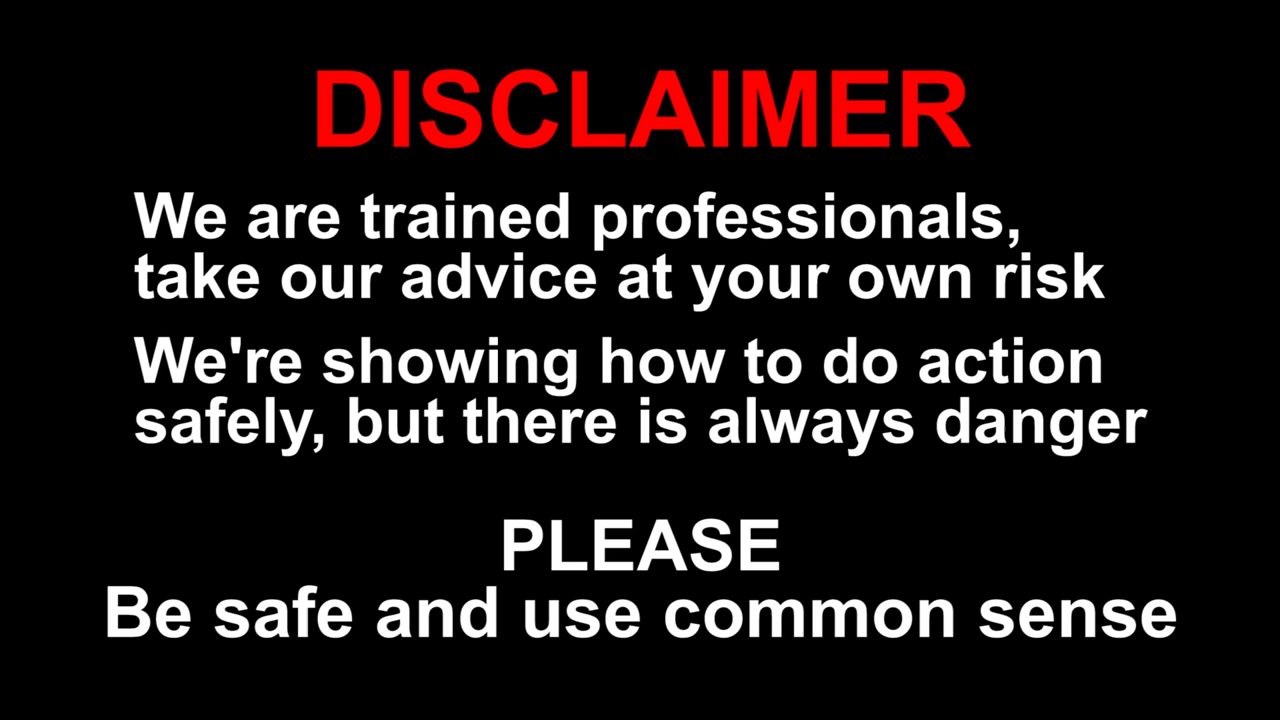 DISCLAIMER
We are trained professionals,
take our advice at your own risk
We're showing how to do action
safely, but there is always danger
PLEASE
Be safe and use common sense